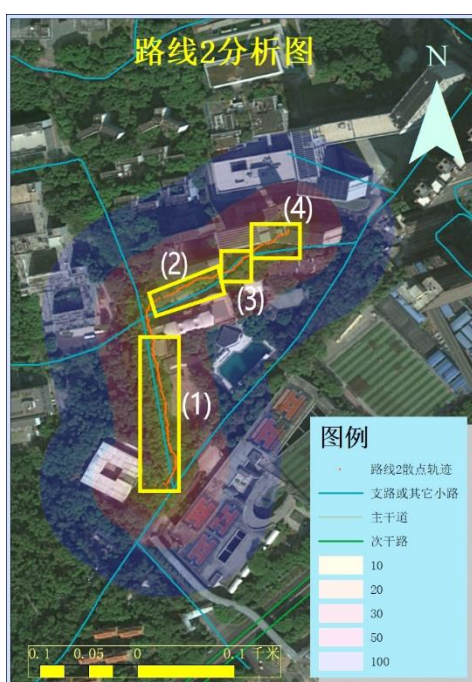 路线2分析图
N
(4)
(2)
(3)
(1)
图例
路线2散点轨迹
支路或其它小路
主干道
次干路
10
20
30
50
100
0.1 0.05 0 0.1 千米